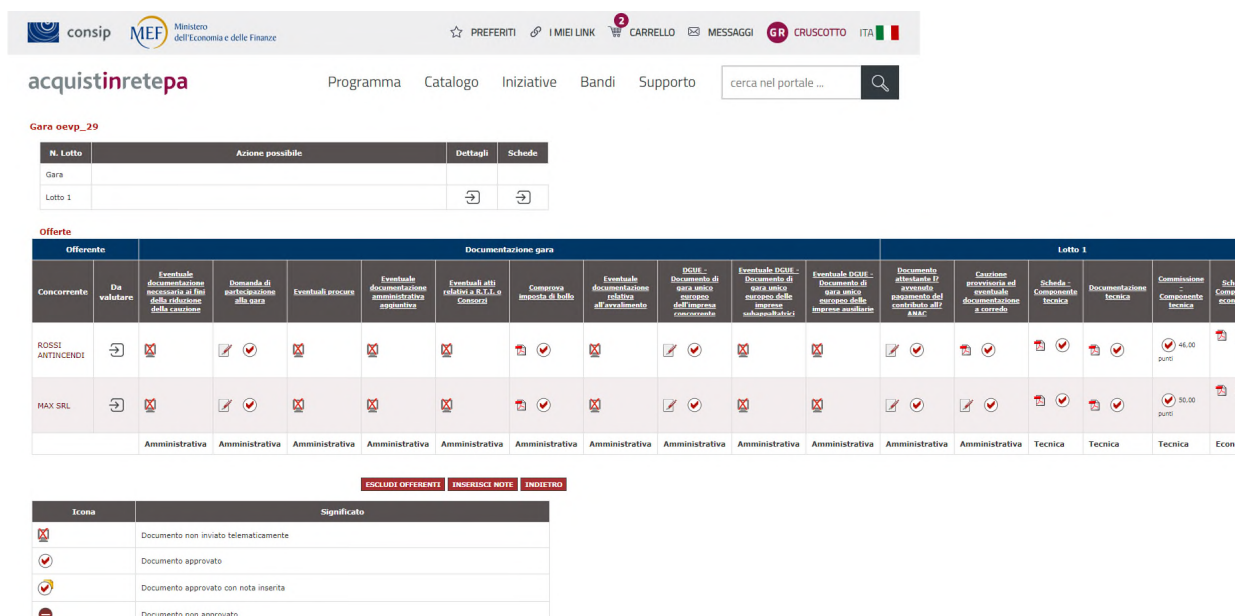 consip
MEF
Ministero
dell'Economia e delle Finanze
PREFERITI
I MIEI LINK
2
CARRELLO
MESSAGGI
GR
CRUSCOTTO
ITA
acquistinretepa
Programma
Catalogo
Iniziative
Bandi
Supporto
cerca nel portale ...
Gara oevp_29
N. Lotto
Azione possibile
Dettagli
Schede
Gara
Lotto 1
Offerte
Offerente
Documentazione gara
Lotto 1
Concorrente
Da
valutare
Eventuale
documentazione
necessaria ai fini
della riduzione
della cauzione
Domanda di
partecipazione
alla gara
Eventuali procure
Eventuale
documentazione
amministrativa
aggiuntiva
Eventuali atti
relativi a R.T.I. o
Consorzi
Comprova
imposta di bollo
Eventuale
documentazione
relativa
all'avvalimento
DGUE -
Documento di
gara unico
europeo
dell'impresa
concorrente
Eventuale DGUE -
Documento di
gara unico
europeo delle
imprese
subappaltatrici
Eventuale DGUE -
Documento di
gara unico
europeo delle
imprese ausiliarie
Documento
attestante l?
avvenuto
pagamento del
contributo all?
ANAC
Cauzione
provvisoria ed
eventuale
documentazione
a corredo
Scheda -
Componente
tecnica
Documentazione
tecnica
Commissione
-
Componente
tecnica
Sch
Comp
econ
ROSSI
ANTINCENDI
46.00
punti
MAX SRL
50.00
punti
Amministrativa
Amministrativa
Amministrativa
Amministrativa
Amministrativa
Amministrativa
Amministrativa
Amministrativa
Amministrativa
Amministrativa
Amministrativa
Amministrativa
Tecnica
Tecnica
Tecnica
Econ
ESCLUDI OFFERENTI
INSERISCI NOTE
INDIETRO
Icona
Significato
Documento non inviato telematicamente
Documento approvato
Documento approvato con nota inserita
Documento non approvato